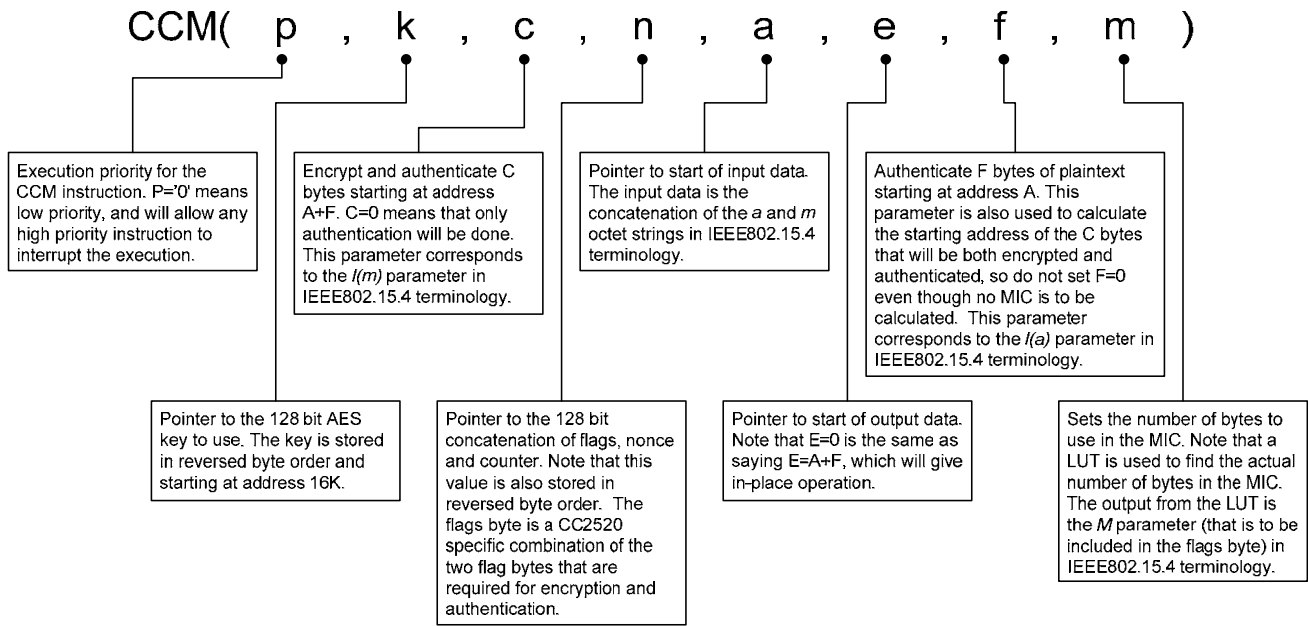 CCM( p , k , c , n , a , e , f , m )
Execution priority for the
CCM instruction. P='0' means
low priority, and will allow any
high priority instruction to
interrupt the execution.
Encrypt and authenticate C
bytes starting at address
A+F. C=0 means that only
authentication will be done.
This parameter corresponds
to the l(m) parameter in
IEEE802.15.4 terminology.
Pointer to start of input data.
The input data is the
concatenation of the a and m
octet strings in IEEE802.15.4
terminology.
Authenticate F bytes of plaintext
starting at address A. This
parameter is also used to calculate
the starting address of the C bytes
that will be both encrypted and
authenticated, so do not set F=0
even though no MIC is to be
calculated. This parameter
corresponds to the l(a) parameter in
IEEE802.15.4 terminology.
Pointer to the 128 bit AES
key to use. The key is stored
in reversed byte order and
starting at address 16K.
Pointer to the 128 bit
concatenation of flags, nonce
and counter. Note that this
value is also stored in
reversed byte order. The
flags byte is a CC2520
specific combination of the
two flag bytes that are
required for encryption and
authentication.
Pointer to start of output data.
Note that E=0 is the same as
saying E=A+F, which will give
in-place operation.
Sets the number of bytes to
use in the MIC. Note that a
LUT is used to find the actual
number of bytes in the MIC.
The output from the LUT is
the M parameter (that is to be
included in the flags byte) in
IEEE802.15.4 terminology.